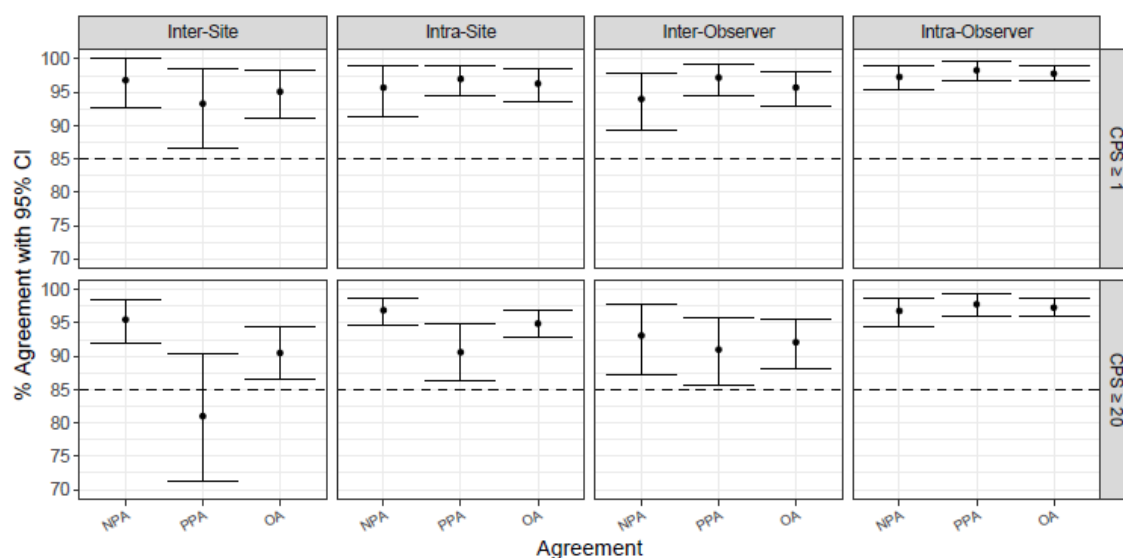 Inter-Site Intra-Site Inter-Observer Intra-Observer
% Agreement with 95% CI
100
95
90
85
80
75
70
CPS ≥ 1
100
95
90
85
80
75
70
CPS ≥ 20
NPA PPA OA NPA PPA OA NPA PPA OA NPA PPA OA
Agreement